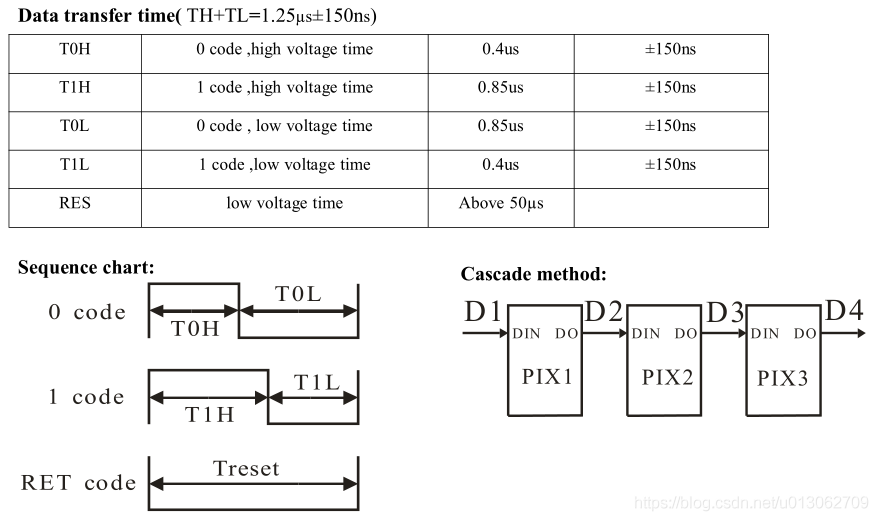 Data transfer time( TH+TL=1.25μs±150ns)
T0H 0 code ,high voltage time 0.4us ±150ns
T1H 1 code ,high voltage time 0.85us ±150ns
T0L 0 code , low voltage time 0.85us ±150ns
T1L 1 code ,low voltage time 0.4us ±150ns
RES low voltage time Above 50μs
Sequence chart:
0 code T0H T0L
1 code T1H T1L
RET code Treset
Cascade method:
D1 D2 D3 D4
DIN DO DIN DO DIN DO
PIX1 PIX2 PIX3
https://blog.csdn.net/u013062709